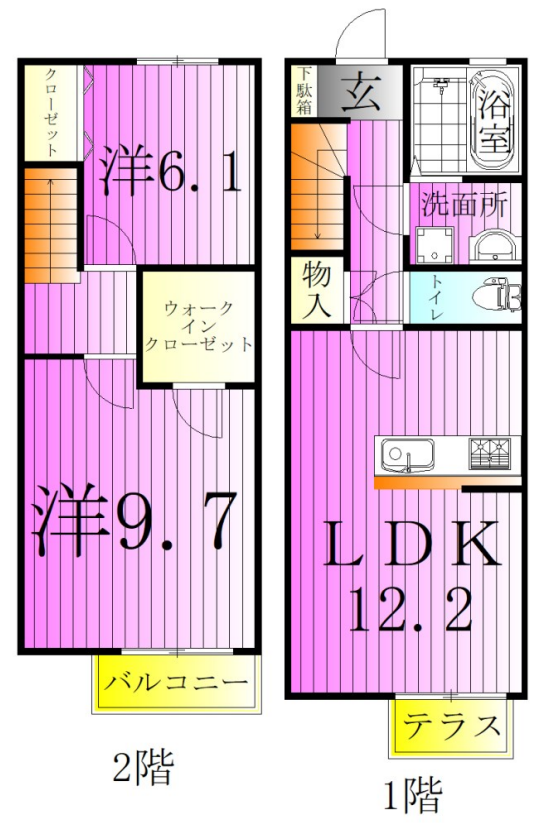 クローゼット
洋6.1
ウォーク
イン
クローゼット
洋9.7
バルコニー
2階
下駄箱
玄
浴室
洗面所
物入
トイレ
LDK
12.2
テラス
1階